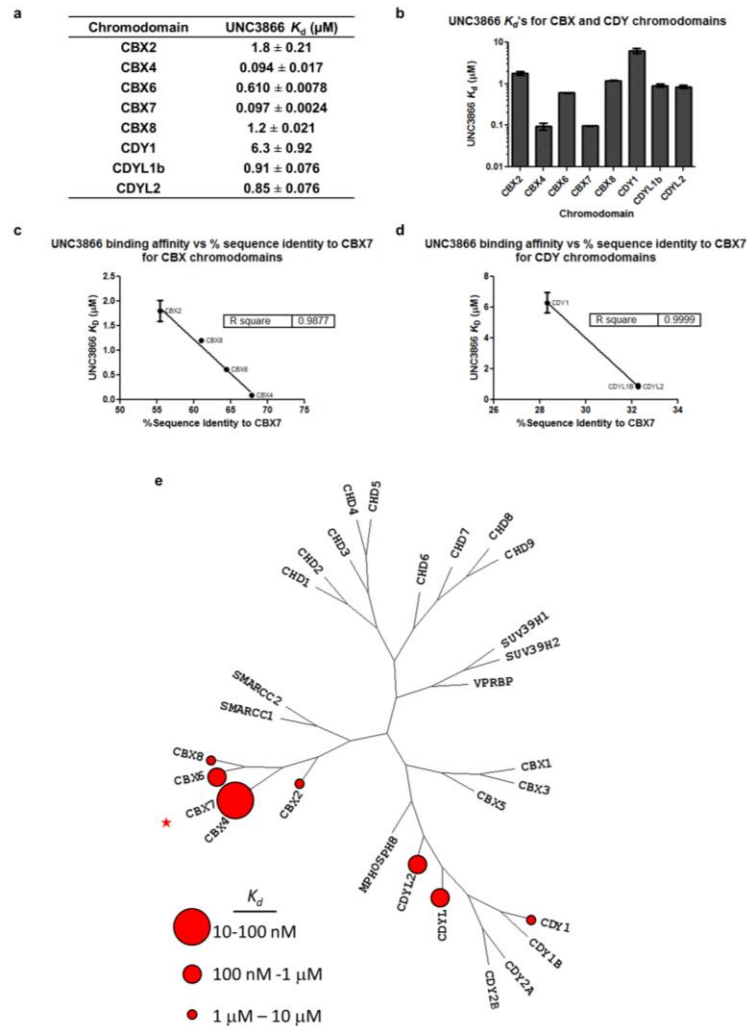 a
Chromodomain UNC3866 Kd (µM)
CBX2 1.8 ± 0.21
CBX4 0.094 ± 0.017
CBX6 0.610 ± 0.0078
CBX7 0.097 ± 0.0024
CBX8 1.2 ± 0.021
CDY1 6.3 ± 0.92
CDYL1b 0.91 ± 0.076
CDYL2 0.85 ± 0.076
b
UNC3866 Kd's for CBX and CDY chromodomains
UNC3866 Kd (µM)
10
1
0.1
0.01
CBX2
CBX4
CBX6
CBX7
CBX8
CDY1
CDYL1b
CDYL2
Chromodomain
c
UNC3866 binding affinity vs % sequence identity to CBX7
for CBX chromodomains
UNC3866 KD (µM)
2.5
2.0
1.5
1.0
0.5
0.0
CBX2
CBX8
CBX6
CBX4
R square 0.9877
50 55 60 65 70 75
%Sequence Identity to CBX7
d
UNC3866 binding affinity vs % sequence identity to CBX7
for CDY chromodomains
UNC3866 KD (µM)
8
6
4
2
0
CDY1
CDYL1B
CDYL2
R square 0.9999
26 28 30 32 34
%Sequence Identity to CBX7
e
CHD4
CHD5
CHD3
CHD2
CHD1
CHD6
CHD7
CHD8
CHD9
SUV39H1
SUV39H2
VPRBP
SMARCC2
SMARCC1
CBX8
CBX6
CBX7
CBX4
CBX2
CBX1
CBX3
CBX5
MPHOSPH8
CDYL2
CDYL
CDY1
CDY1B
CDY2A
CDY2B
Kd
10-100 nM
100 nM -1 µM
1 µM – 10 µM